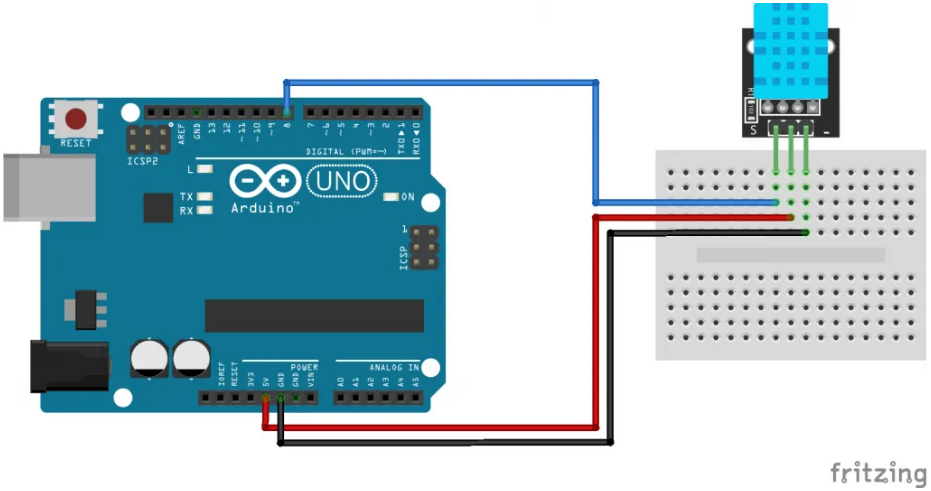 RESET
ICSP2
AREF
GND
13
12
~11
~10
~9
8
7
~6
~5
4
~3
2
TX0▶1
RX0◀0
DIGITAL (PWM=~)
L
TX
RX
UNO
Arduino™
ON
1
ICSP
S
-
IOREF
RESET
3V3
5V
GND
GND
VIN
POWER
ANALOG IN
A0
A1
A2
A3
A4
A5
fritzing